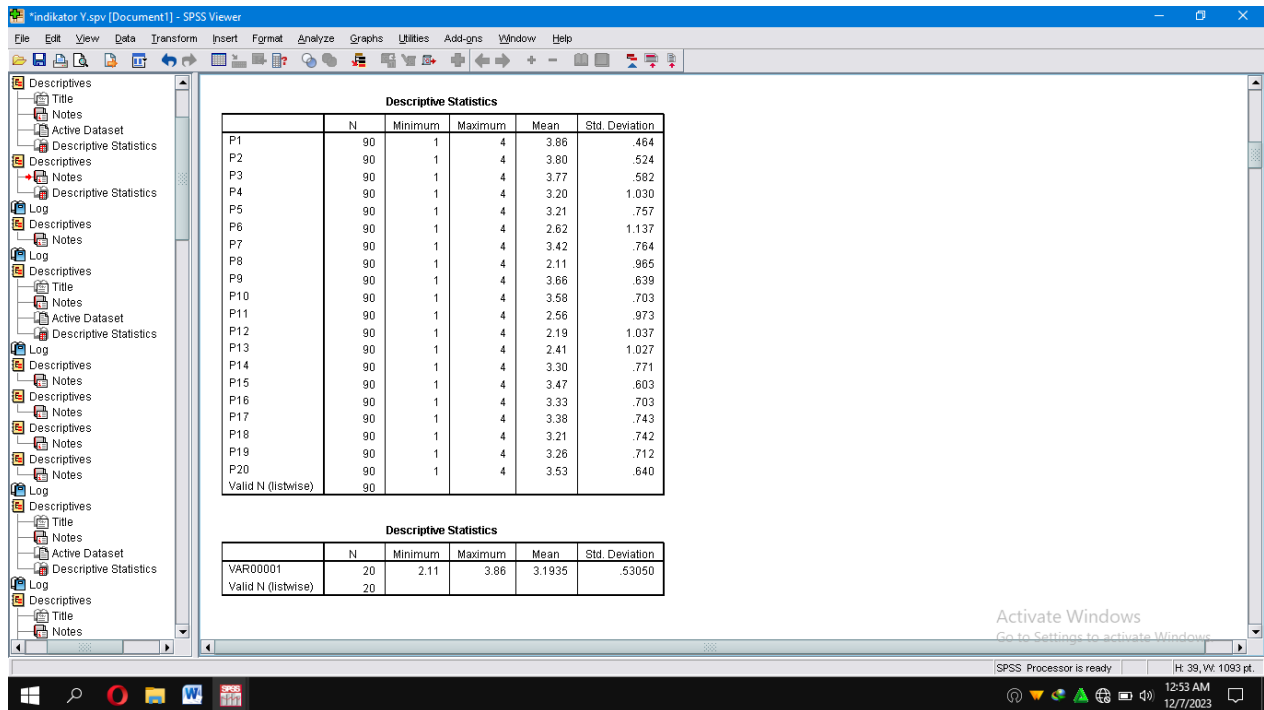 *indikator Y.spv [Document1] - SPSS Viewer
File Edit View Data Transform Insert Format Analyze Graphs Utilities Add-ons Window Help
Descriptives
Title
Notes
Active Dataset
Descriptive Statistics
Descriptives
Notes
Descriptive Statistics
Log
Descriptives
Notes
Log
Descriptives
Title
Notes
Active Dataset
Descriptive Statistics
Log
Descriptives
Notes
Descriptives
Notes
Descriptives
Notes
Descriptives
Notes
Log
Descriptives
Title
Notes
Active Dataset
Descriptive Statistics
Log
Descriptives
Title
Notes
Descriptive Statistics
N Minimum Maximum Mean Std. Deviation
P1 90 1 4 3.86 .464
P2 90 1 4 3.80 .524
P3 90 1 4 3.77 .582
P4 90 1 4 3.20 1.030
P5 90 1 4 3.21 .757
P6 90 1 4 2.62 1.137
P7 90 1 4 3.42 .764
P8 90 1 4 2.11 .965
P9 90 1 4 3.66 .639
P10 90 1 4 3.58 .703
P11 90 1 4 2.56 .973
P12 90 1 4 2.19 1.037
P13 90 1 4 2.41 1.027
P14 90 1 4 3.30 .771
P15 90 1 4 3.47 .603
P16 90 1 4 3.33 .703
P17 90 1 4 3.38 .743
P18 90 1 4 3.21 .742
P19 90 1 4 3.26 .712
P20 90 1 4 3.53 .640
Valid N (listwise) 90
Descriptive Statistics
N Minimum Maximum Mean Std. Deviation
VAR00001 20 2.11 3.86 3.1935 .53050
Valid N (listwise) 20
Activate Windows
Go to Settings to activate Windows.
SPSS Processor is ready H: 39, W: 1093 pt.
W SPSS
12:53 AM
12/7/2023